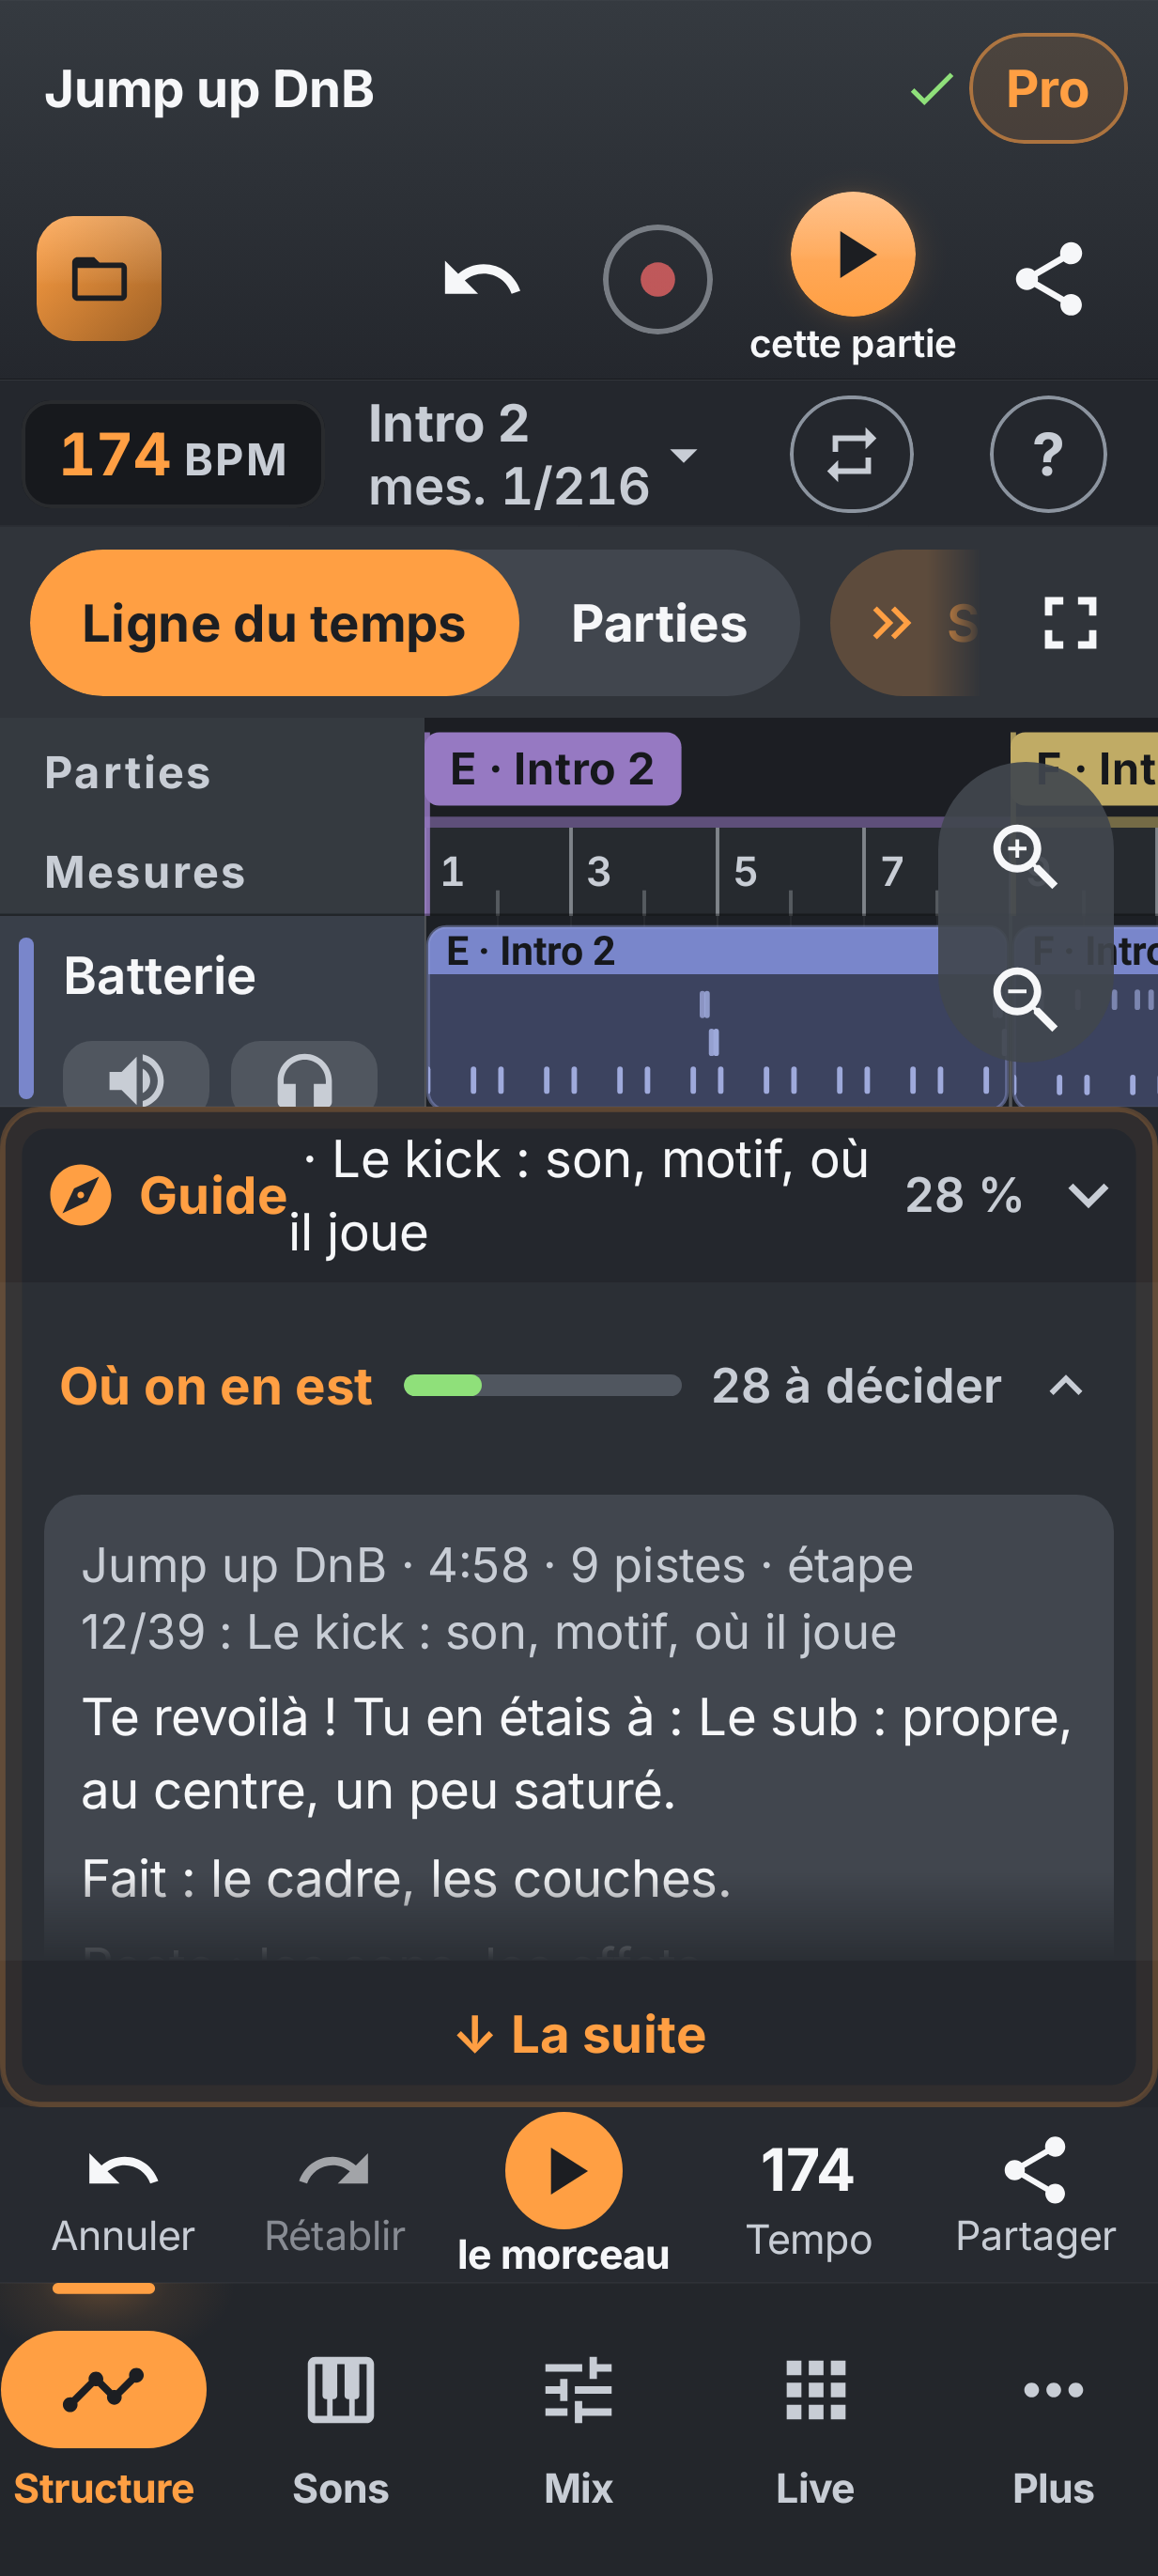 Jump up DnB
Pro
cette partie
174 BPM
Intro 2
mes. 1/216
?
Ligne du temps
Parties
S
Parties
E · Intro 2
F · Int
Mesures
1
3
5
7
Batterie
E · Intro 2
F · Intro
Guide
· Le kick : son, motif, où
il joue
28 %
Où on en est
28 à décider
Jump up DnB · 4:58 · 9 pistes · étape
12/39 : Le kick : son, motif, où il joue
Te revoilà ! Tu en étais à : Le sub : propre,
au centre, un peu saturé.
Fait : le cadre, les couches.
La suite
Annuler
Rétablir
le morceau
174
Tempo
Partager
Structure
Sons
Mix
Live
Plus